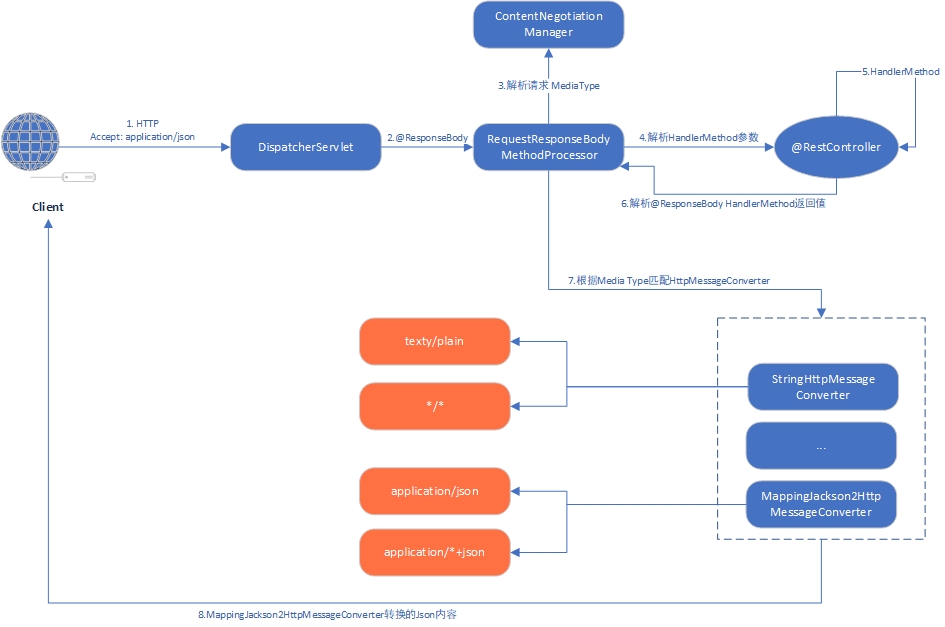 ContentNegotiation
Manager
3.解析请求 MediaType
5.HandlerMethod
1. HTTP
Accept: application/json
DispatcherServlet
2.@ResponseBody
RequestResponseBody
MethodProcessor
4.解析HandlerMethod参数
@RestController
Client
6.解析@ResponseBody HandlerMethod返回值
7.根据Media Type匹配HttpMessageConverter
texty/plain
*/*
StringHttpMessage
Converter
...
application/json
MappingJackson2Http
MessageConverter
application/*+json
8.MappingJackson2HttpMessageConverter转换的Json内容